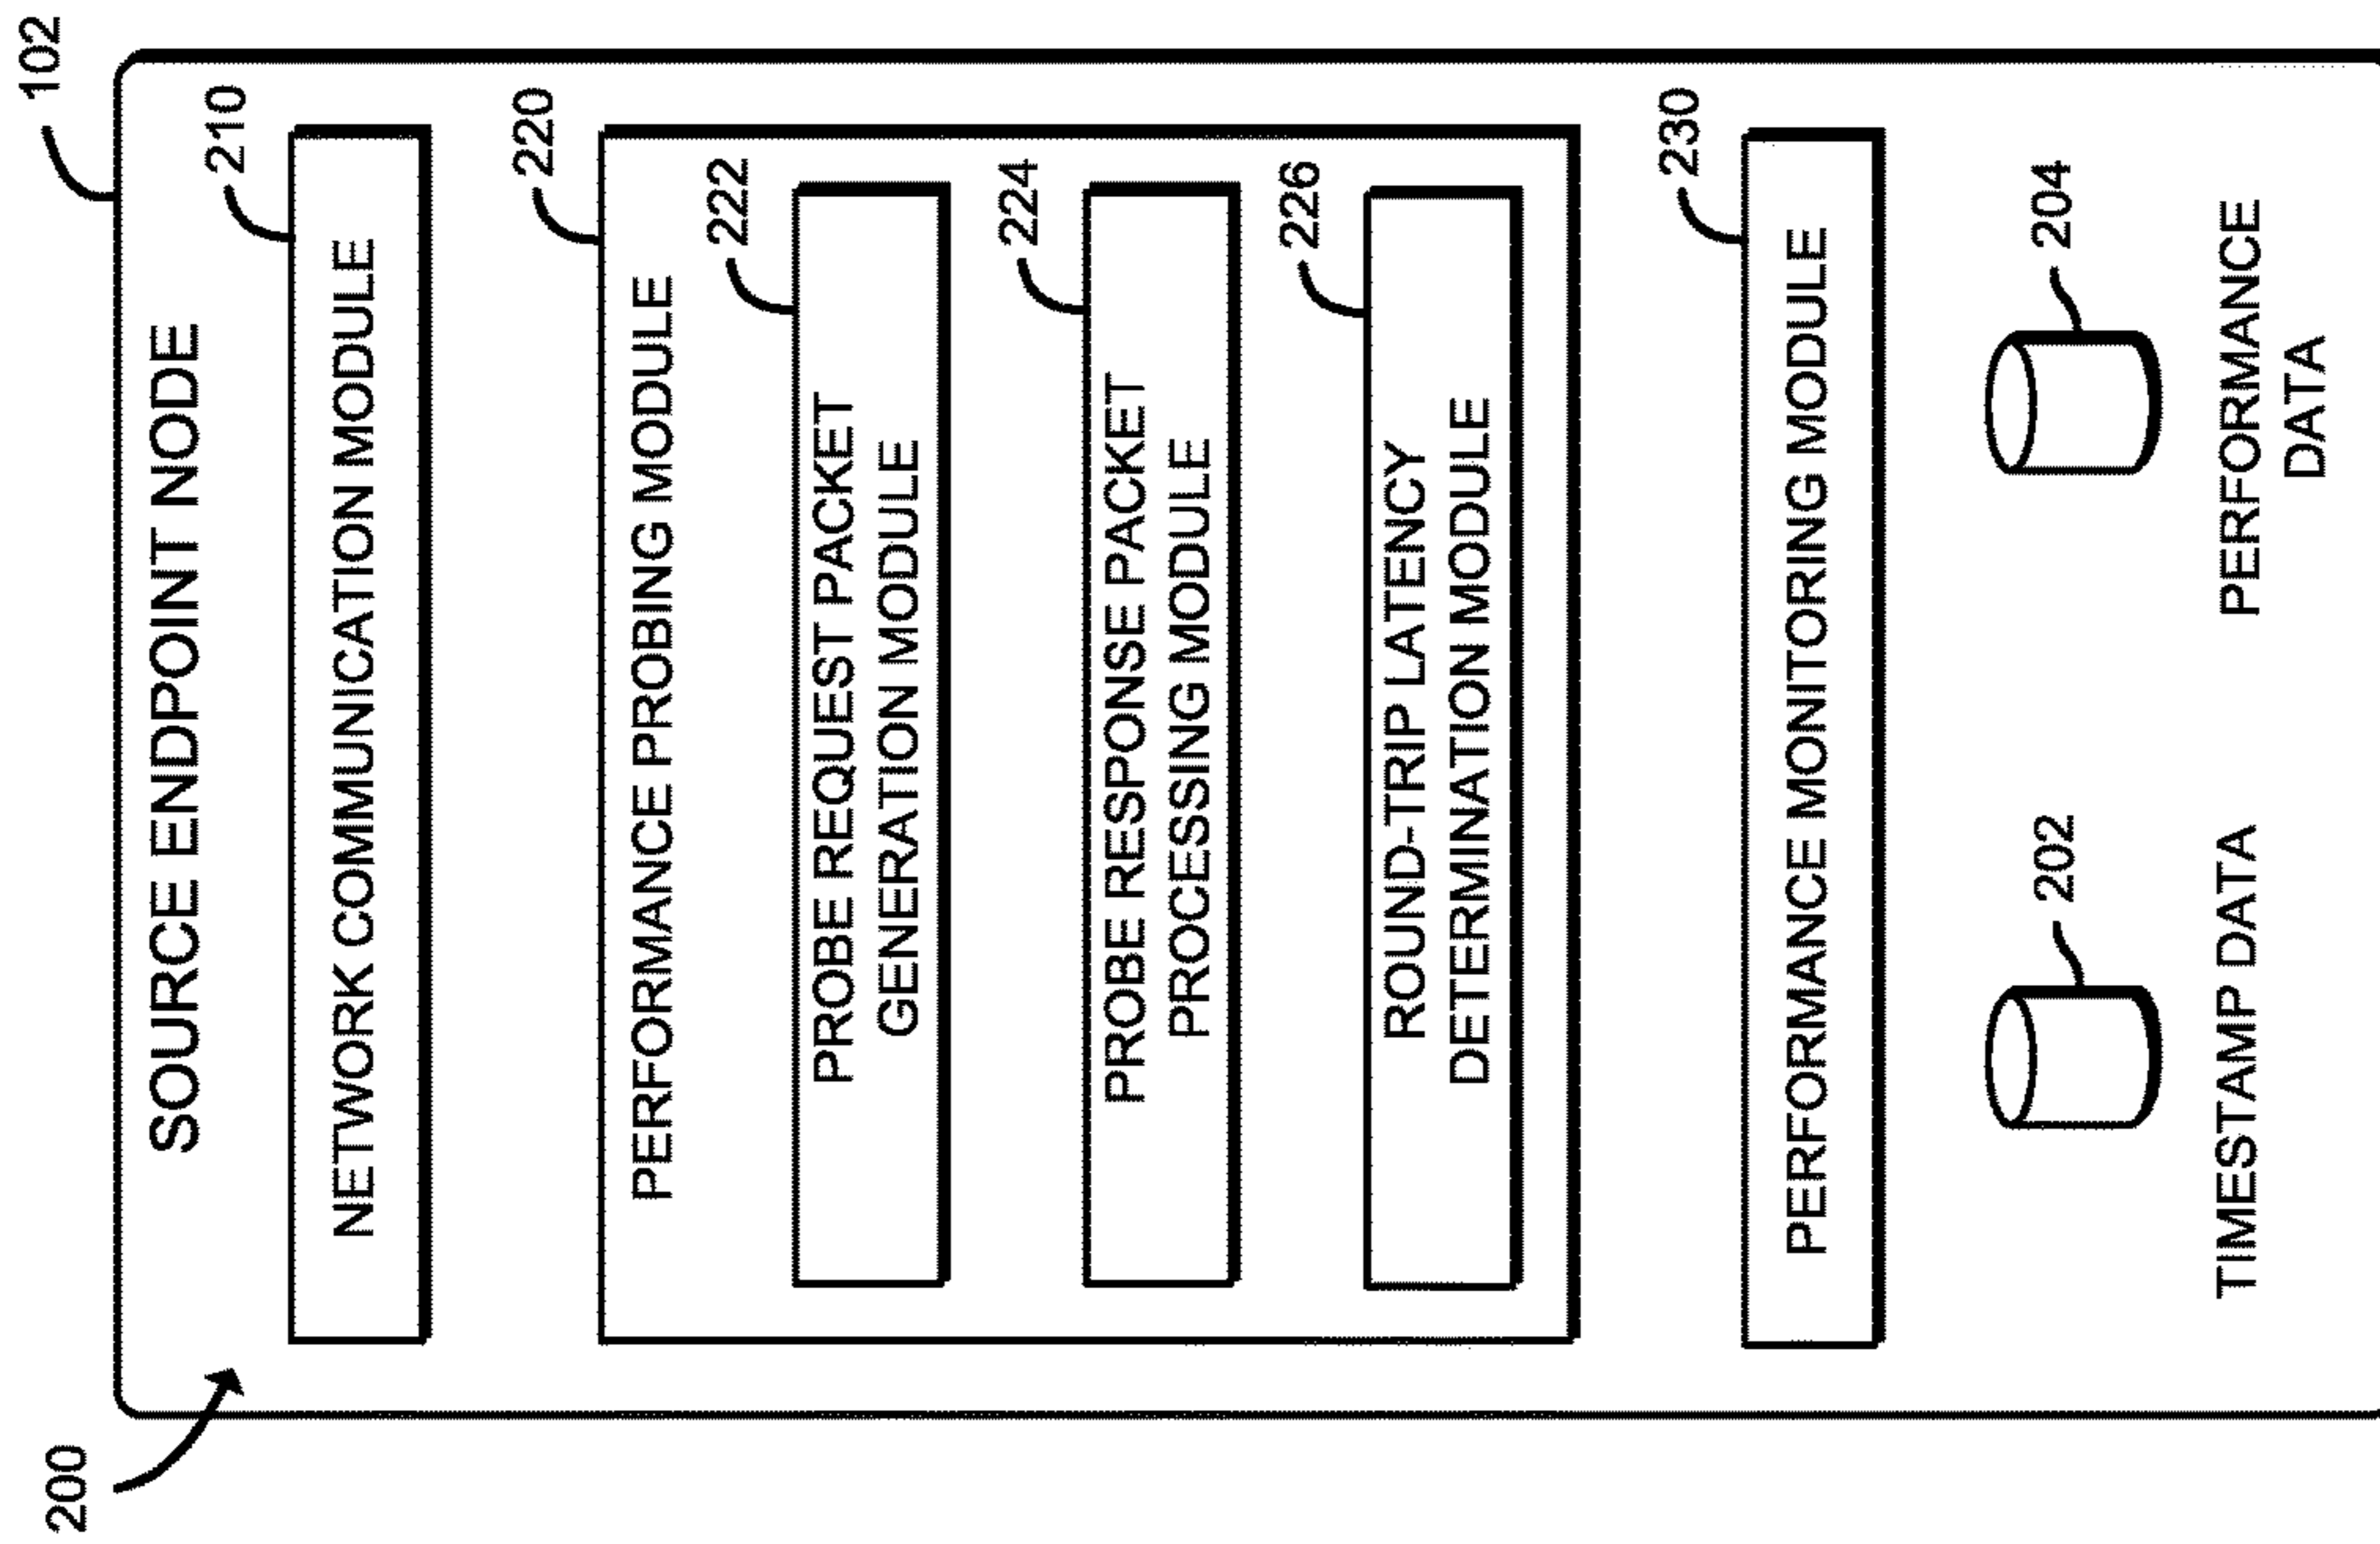 200
102
SOURCE ENDPOINT NODE
210
NETWORK COMMUNICATION MODULE
220
PERFORMANCE PROBING MODULE
222
PROBE REQUEST PACKET
GENERATION MODULE
224
PROBE RESPONSE PACKET
PROCESSING MODULE
226
ROUND-TRIP LATENCY
DETERMINATION MODULE
230
PERFORMANCE MONITORING MODULE
202
TIMESTAMP DATA
204
PERFORMANCE
DATA